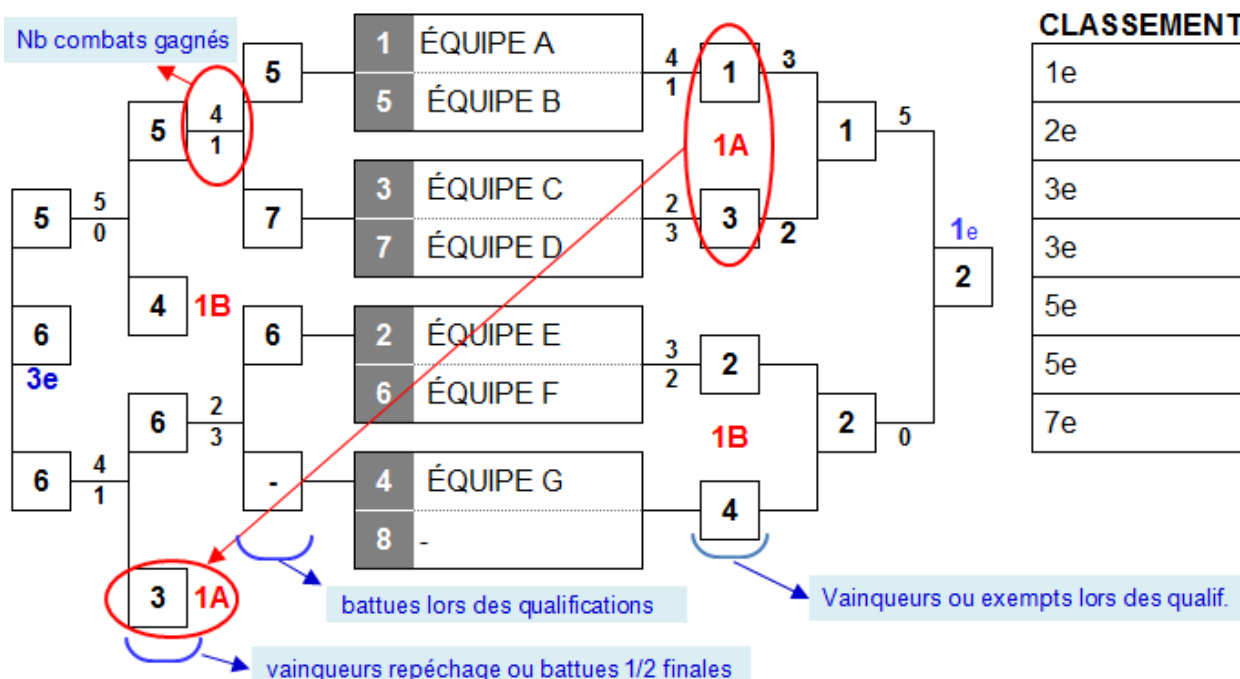 CLASSEMENT
Nb combats gagnés
1 ÉQUIPE A
5 ÉQUIPE B
3 ÉQUIPE C
7 ÉQUIPE D
2 ÉQUIPE E
6 ÉQUIPE F
4 ÉQUIPE G
8 -
5
7
4
1
5
5
0
4 1B
5
6
3e
6
6
-
2
3
6
4
1
3 1A
4
1
1
3
1A
2
3
3
2
1
5
3
2
2
1B
4
2
0
1e
2
1e
2e
3e
3e
5e
5e
7e
battues lors des qualifications
Vainqueurs ou exempts lors des qualif.
vainqueurs repéchage ou battues 1/2 finales